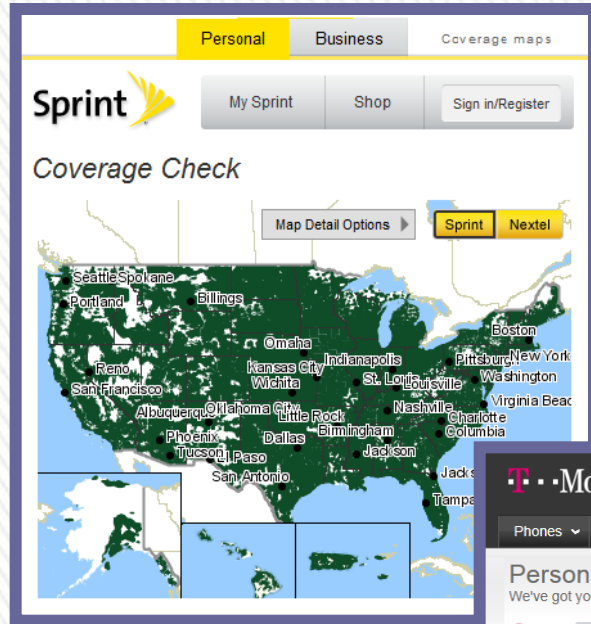 Personal Business Coverage maps
Sprint My Sprint Shop Sign in/Register
Coverage Check
Map Detail Options Sprint Nextel
Seattle Spokane
Portland
Billings
Boston
Omaha
Indianapolis
Pittsburgh New York
Reno
Kansas City
St. Louis
Louisville
Washington
San Francisco
Wichita
Virginia Beac
Albuquerque
Oklahoma City
Little Rock
Nashville
Charlotte
Phoenix
Dallas
Birmingham
Columbia
Tucson
El Paso
Jackson
San Antonio
Jacks
Tampa
T · · Mo
Phones
Person
We've got yo